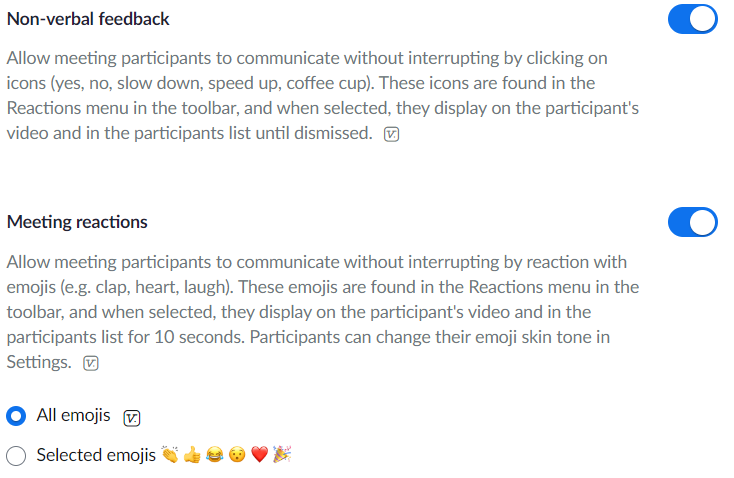 Non-verbal feedback
Allow meeting participants to communicate without interrupting by clicking on
icons (yes, no, slow down, speed up, coffee cup). These icons are found in the
Reactions menu in the toolbar, and when selected, they display on the participant's
video and in the participants list until dismissed.
Meeting reactions
Allow meeting participants to communicate without interrupting by reaction with
emojis (e.g. clap, heart, laugh). These emojis are found in the Reactions menu in the
toolbar, and when selected, they display on the participant's video and in the
participants list for 10 seconds. Participants can change their emoji skin tone in
Settings.
All emojis
Selected emojis 👏👍😂😯❤️🎉